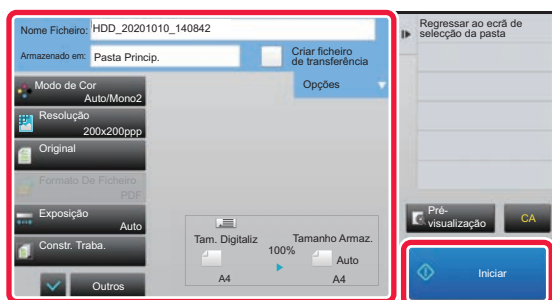 Nome Ficheiro: HDD_20201010_140842
Armazenado em: Pasta Princip.
Criar ficheiro
de transferência
Opções
Modo de Cor
Auto/Mono2
Resolução
200x200ppp
Original
Formato De Ficheiro
PDF
Exposição
Auto
Constr. Traba.
Outros
Tam. Digitaliz
100%
Tamanho Armaz.
Auto
A4
A4
Regressar ao ecrã de
selecção da pasta
Pré-
visualização
CA
Iniciar